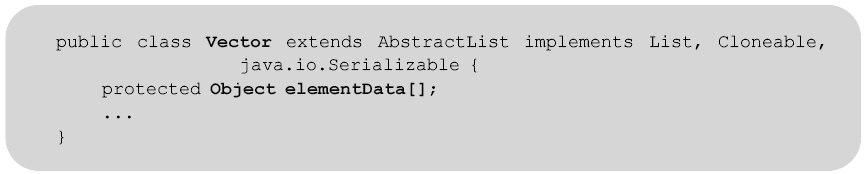 public class Vector extends AbstractList implements List, Cloneable,
java.io.Serializable {
protected Object elementData[];
...
}